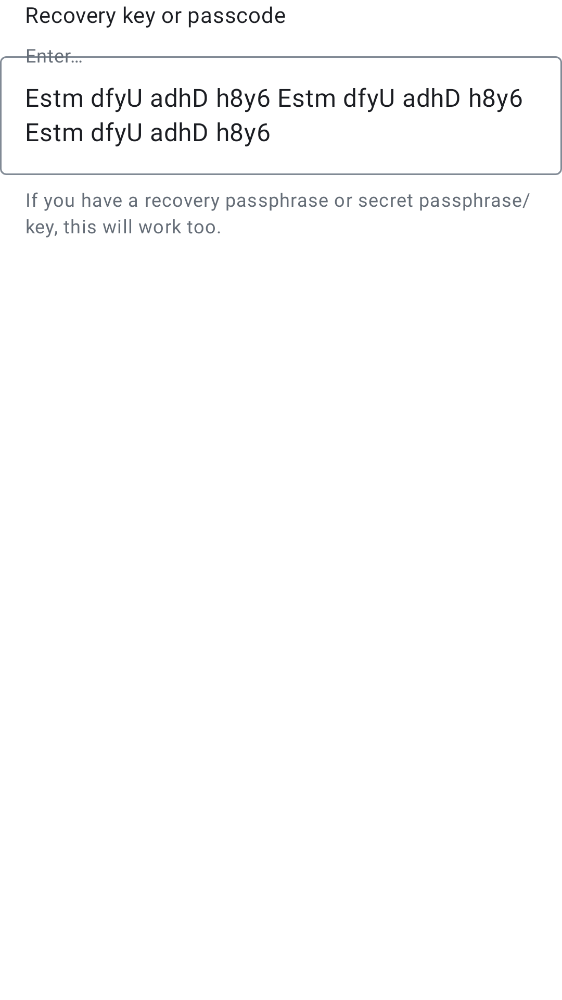 Recovery key or passcode
Enter…
Estm dfyU adhD h8y6 Estm dfyU adhD h8y6
Estm dfyU adhD h8y6
If you have a recovery passphrase or secret passphrase/
key, this will work too.